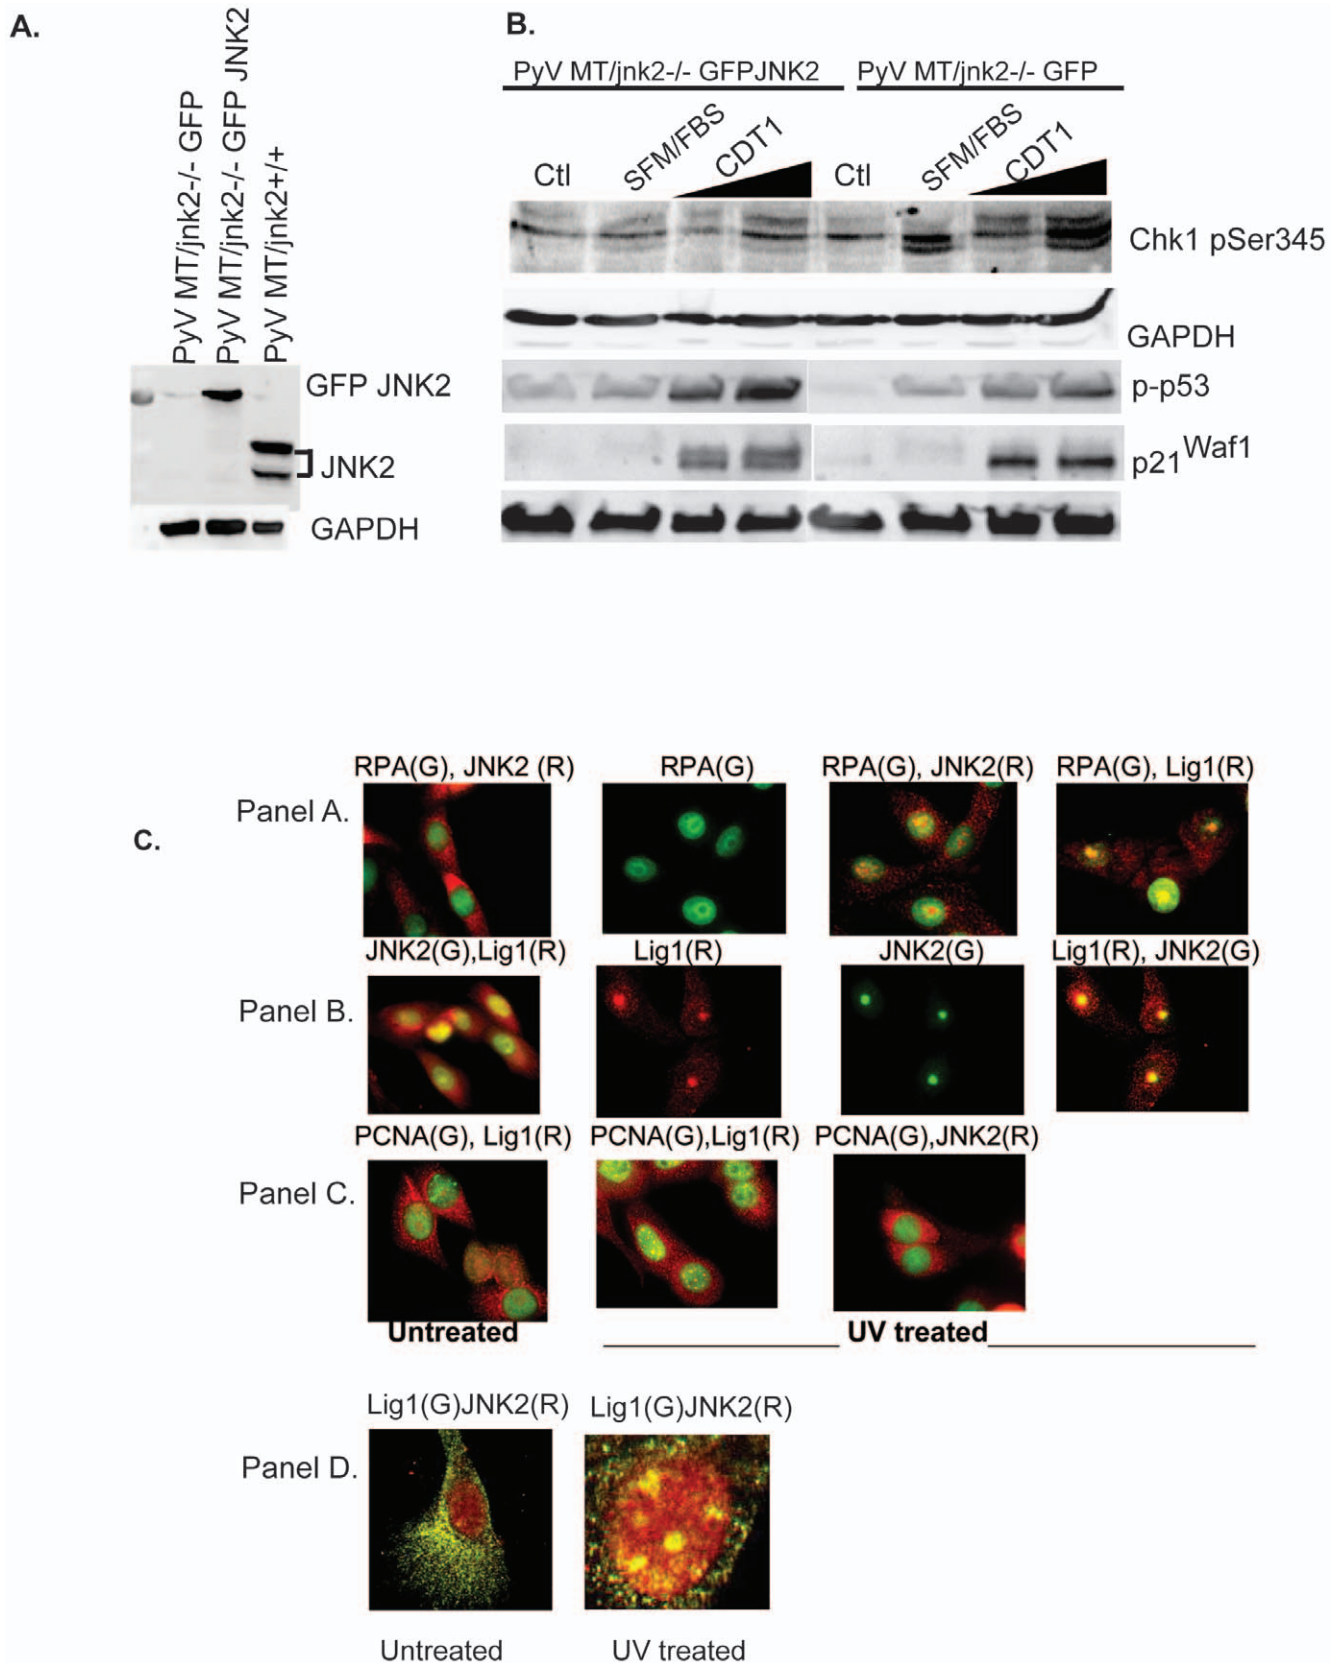 A.
PyV MT/jnk2-/- GFP
PyV MT/jnk2-/- GFP JNK2
PyV MT/jnk2+/+
GFP JNK2
JNK2
GAPDH
B.
PyV MT/jnk2-/- GFPJNK2
PyV MT/jnk2-/- GFP
Ctl
SFM/FBS
CDT1
Ctl
SFM/FBS
CDT1
Chk1 pSer345
GAPDH
p-p53
p21Waf1
C.
Panel A.
RPA(G), JNK2 (R)
RPA(G)
RPA(G), JNK2(R)
RPA(G), Lig1(R)
Panel B.
JNK2(G),Lig1(R)
Lig1(R)
JNK2(G)
Lig1(R), JNK2(G)
Panel C.
PCNA(G), Lig1(R)
PCNA(G),Lig1(R)
PCNA(G),JNK2(R)
Untreated
UV treated
Panel D.
Lig1(G)JNK2(R)
Lig1(G)JNK2(R)
Untreated
UV treated